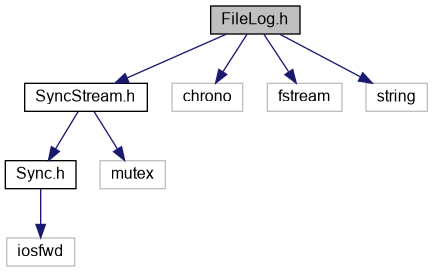 FileLog.h
SyncStream.h
chrono
fstream
string
Sync.h
mutex
iosfwd